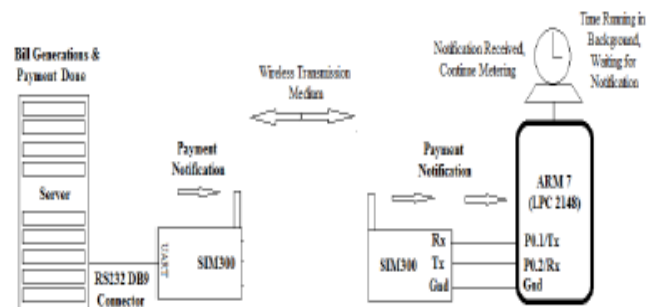 Bill Generations &
Payment Done
Server
RS232 DB9
Connector
UART
SIM300
Payment
Notification
Wireless Transmission
Medium
Payment
Notification
SIM300
Rx
Tx
Gnd
Notification Received,
Continue Metering
Time Running in
Background,
Waiting for
Notification
ARM 7
(LPC 2148)
P0.1/Tx
P0.2/Rx
Gnd